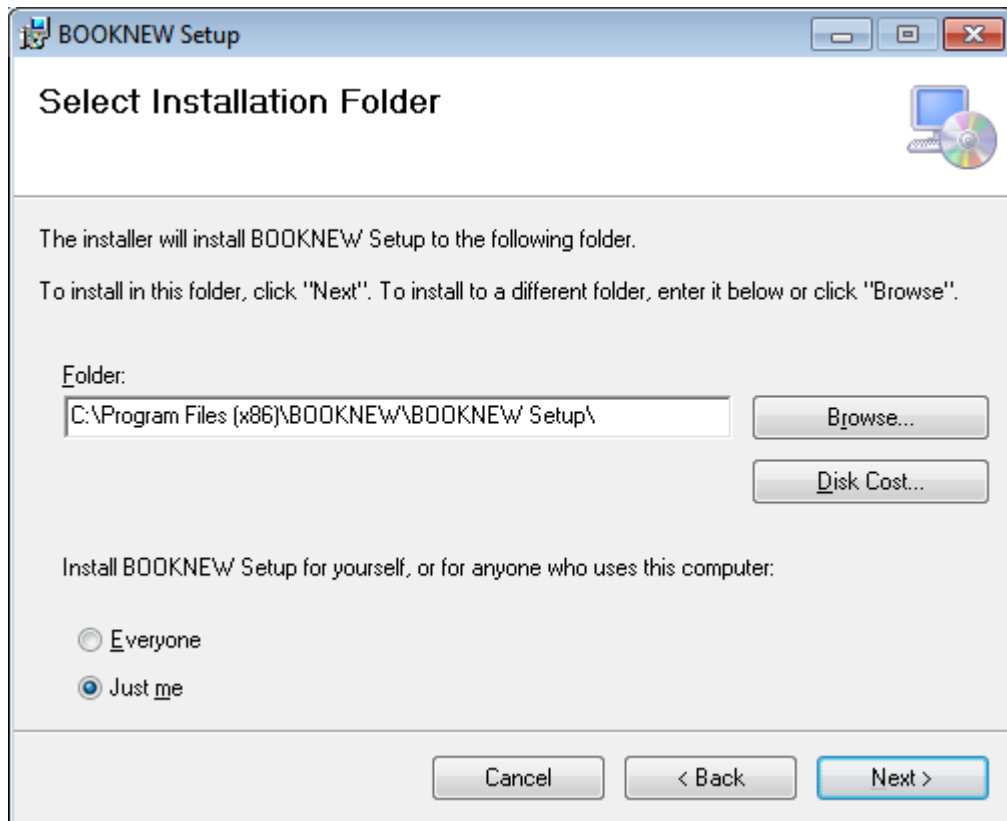 BOOKNEW Setup
Select Installation Folder
The installer will install BOOKNEW Setup to the following folder.
To install in this folder, click "Next". To install to a different folder, enter it below or click "Browse".
Folder:
C:\Program Files (x86)\BOOKNEW\BOOKNEW Setup\
Browse...
Disk Cost...
Install BOOKNEW Setup for yourself, or for anyone who uses this computer:
Everyone
Just me
Cancel < Back Next >